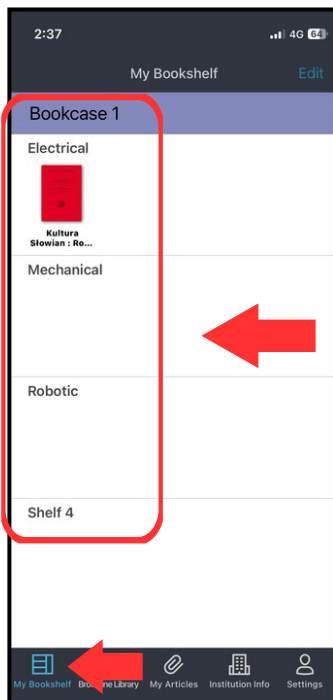 2:37 4G 64
My Bookshelf Edit
Bookcase 1
Electrical
Kultura
Słowian : Ro...
Mechanical
Robotic
Shelf 4
My Bookshelf Library My Articles Institution Info Settings